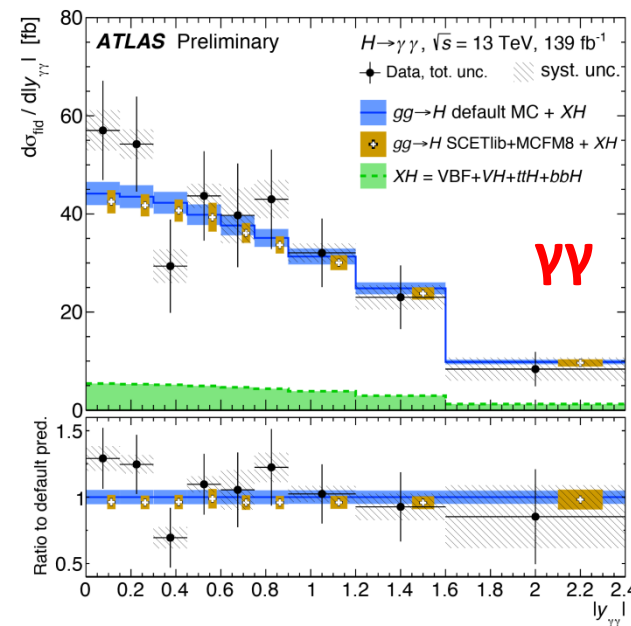 ATLAS Preliminary
H→γγ, √s = 13 TeV, 139 fb⁻¹
Data, tot. unc. syst. unc.
gg→H default MC + XH
gg→H SCETlib+MCFM8 + XH
XH = VBF+VH+ttH+bbH
γγ
dσfid / d|yγγ| [fb]
80
60
40
20
0
Ratio to default pred.
1.5
1
0.5
0 0.2 0.4 0.6 0.8 1 1.2 1.4 1.6 1.8 2 2.2 2.4
|yγγ|